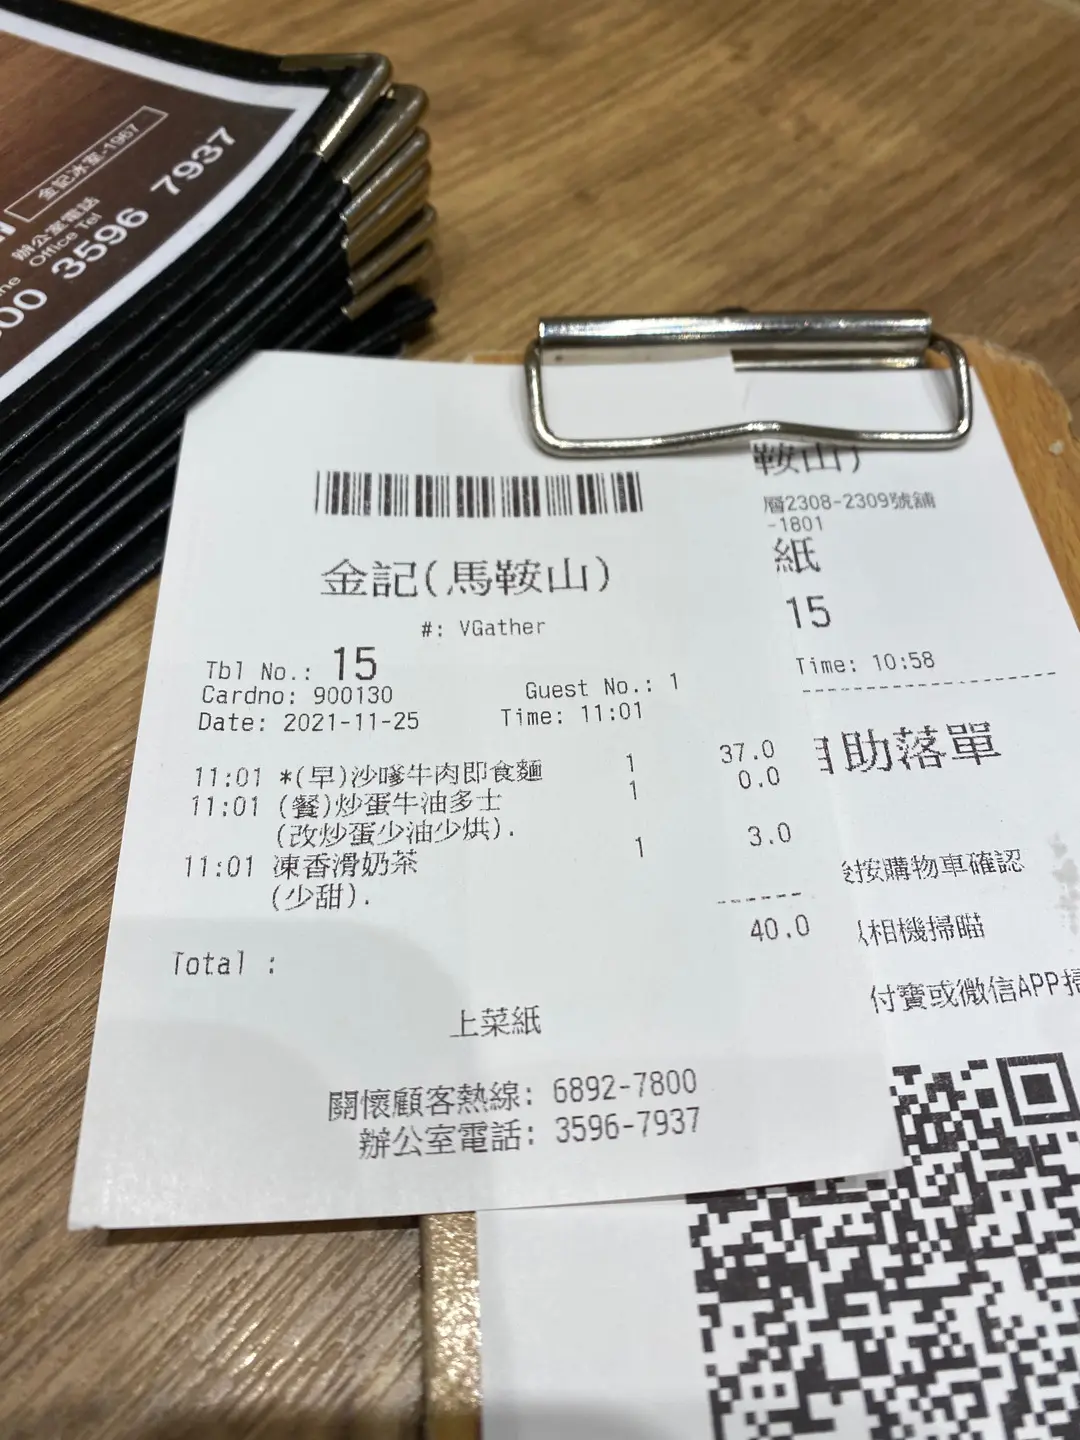 金記冰室-1967
辦公室電話
Office Tel
3596 7937
金記(馬鞍山)
#: VGather
Tbl No.: 15
Cardno: 900130
Guest No.: 1
Date: 2021-11-25
Time: 11:01
11:01 *(早)沙嗲牛肉即食麵 1 37.0
11:01 (餐)炒蛋牛油多士 1 0.0
(改炒蛋少油少烘).
11:01 凍香滑奶茶 1 3.0
(少甜).
Total : 40.0
上菜紙
關懷顧客熱線: 6892-7800
辦公室電話: 3596-7937
鞍山)
層2308-2309號舖
-1801
紙
15
Time: 10:58
自助落單
按購物車確認
相機掃瞄
付寶或微信APP掃